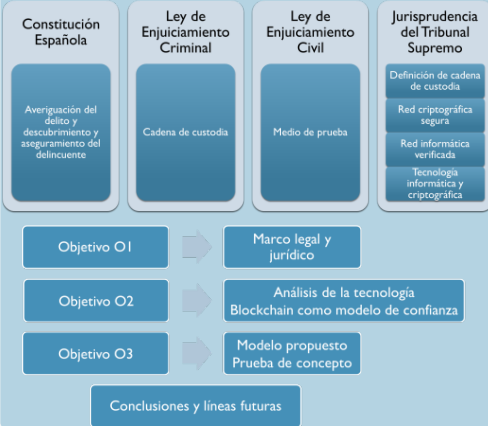 Constitución
Española
Averiguación del
delito y
descubrimiento y
aseguramiento del
delincuente
Ley de
Enjuiciamiento
Criminal
Cadena de custodia
Ley de
Enjuiciamiento
Civil
Medio de prueba
Jurisprudencia
del Tribunal
Supremo
Definición de cadena
de custodia
Red criptográfica
segura
Red informática
verificada
Tecnología
informática y
criptográfica
Objetivo O1
Marco legal y
jurídico
Objetivo O2
Análisis de la tecnología
Blockchain como modelo de confianza
Objetivo O3
Modelo propuesto
Prueba de concepto
Conclusiones y líneas futuras